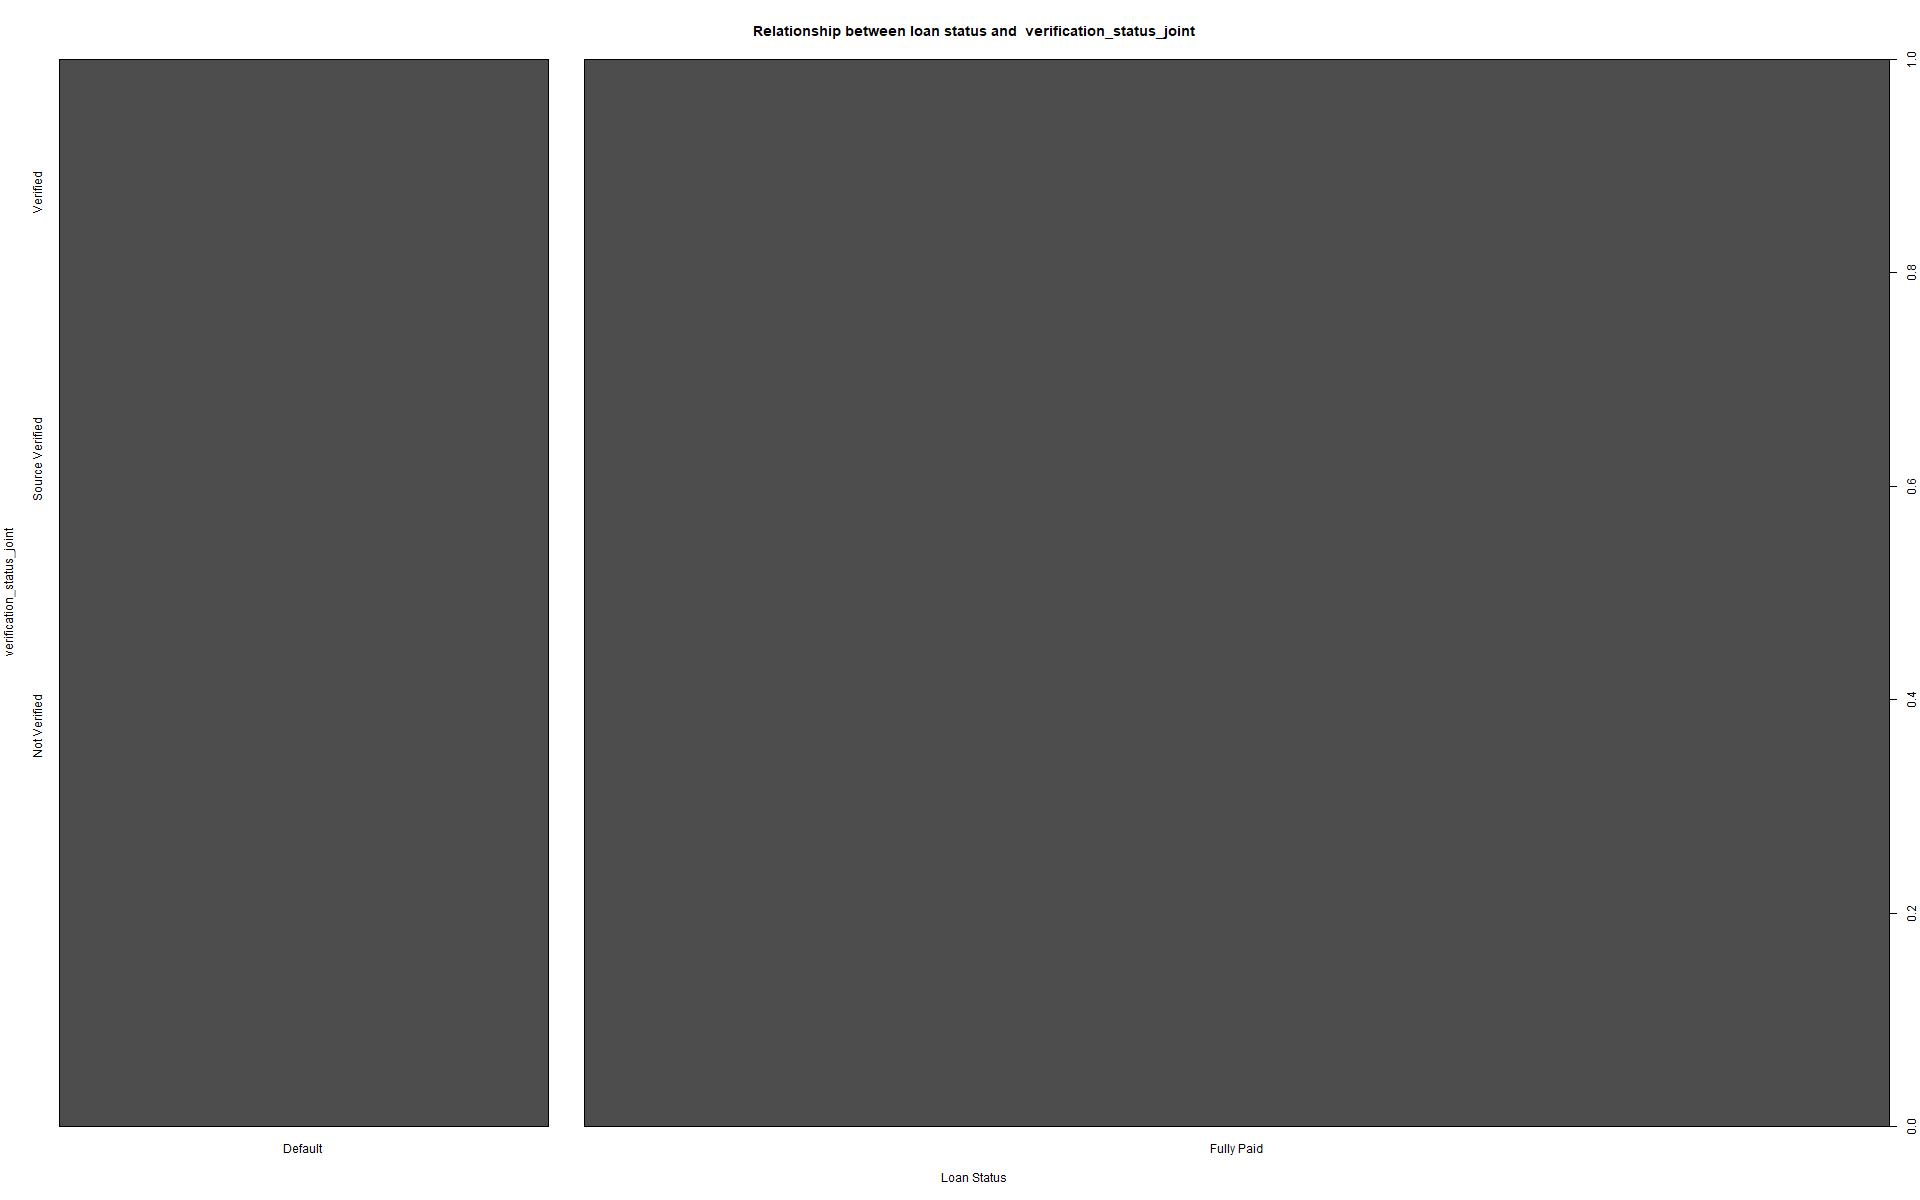 Relationship between loan status and  verification_status_joint
verification_status_joint
Verified
Source Verified
Not Verified
1.0
0.8
0.6
0.4
0.2
0.0
Default
Fully Paid
Loan Status